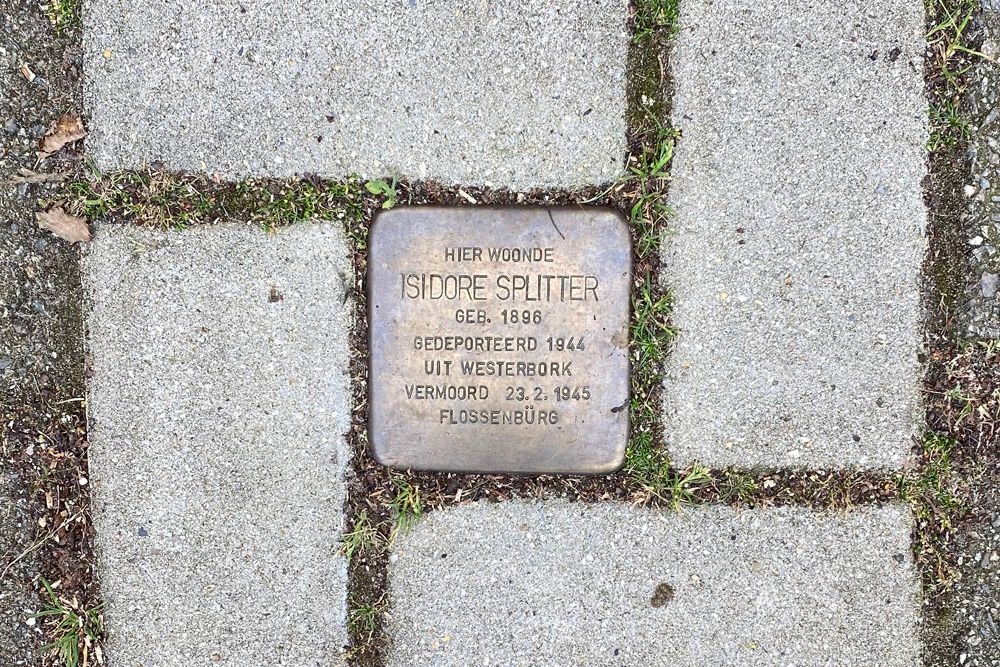 HIER WOONDE
ISIDORE SPLITTER
GEB. 1896
GEDEPORTEERD 1944
UIT WESTERBORK
VERMOORD 23.2.1945
FLOSSENBÜRG